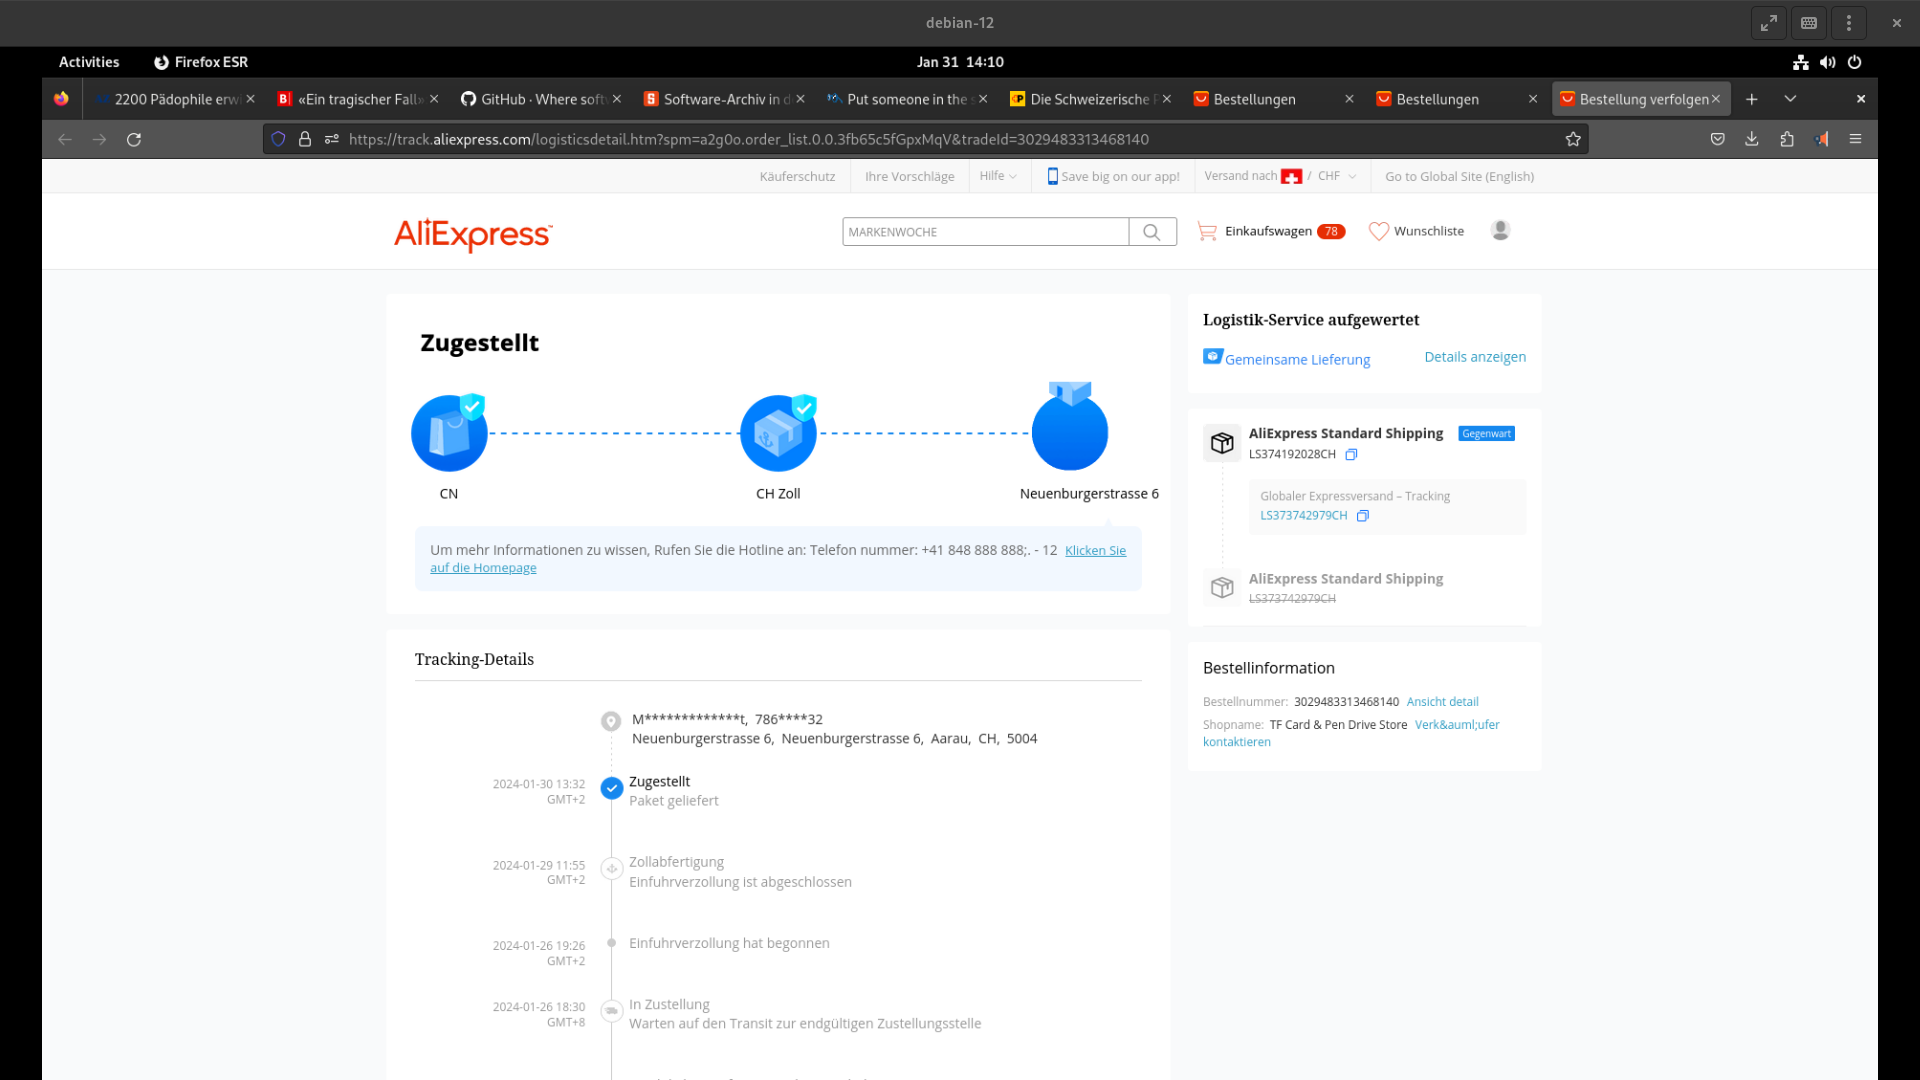 debian-12
Activities
Firefox ESR
Jan 31 14:10
2200 Pädophile erwi
«Ein tragischer Fall»
GitHub · Where softw
Software-Archiv in d
Put someone in the s
Die Schweizerische P
Bestellungen
Bestellungen
Bestellung verfolgen
https://track.aliexpress.com/logisticsdetail.htm?spm=a2g0o.order_list.0.0.3fb65c5fGpxMqV&tradeId=3029483313468140
Käuferschutz
Ihre Vorschläge
Hilfe
Save big on our app!
Versand nach / CHF
Go to Global Site (English)
AliExpress™
MARKENWOCHE
Einkaufswagen 78
Wunschliste
Zugestellt
CN
CH Zoll
Neuenburgerstrasse 6
Um mehr Informationen zu wissen, Rufen Sie die Hotline an: Telefon nummer: +41 848 888 888;. - 12 Klicken Sie
auf die Homepage
Tracking-Details
M*************t, 786****32
Neuenburgerstrasse 6, Neuenburgerstrasse 6, Aarau, CH, 5004
2024-01-30 13:32
GMT+2
Zugestellt
Paket geliefert
2024-01-29 11:55
GMT+2
Zollabfertigung
Einfuhrverzollung ist abgeschlossen
2024-01-26 19:26
GMT+2
Einfuhrverzollung hat begonnen
2024-01-26 18:30
GMT+8
In Zustellung
Warten auf den Transit zur endgültigen Zustellungsstelle
Logistik-Service aufgewertet
Gemeinsame Lieferung
Details anzeigen
AliExpress Standard Shipping Gegenwart
LS374192028CH
Globaler Expressversand – Tracking
LS373742979CH
AliExpress Standard Shipping
LS373742979CH
Bestellinformation
Bestellnummer: 3029483313468140 Ansicht detail
Shopname: TF Card & Pen Drive Store Verk&auml;ufer
kontaktieren